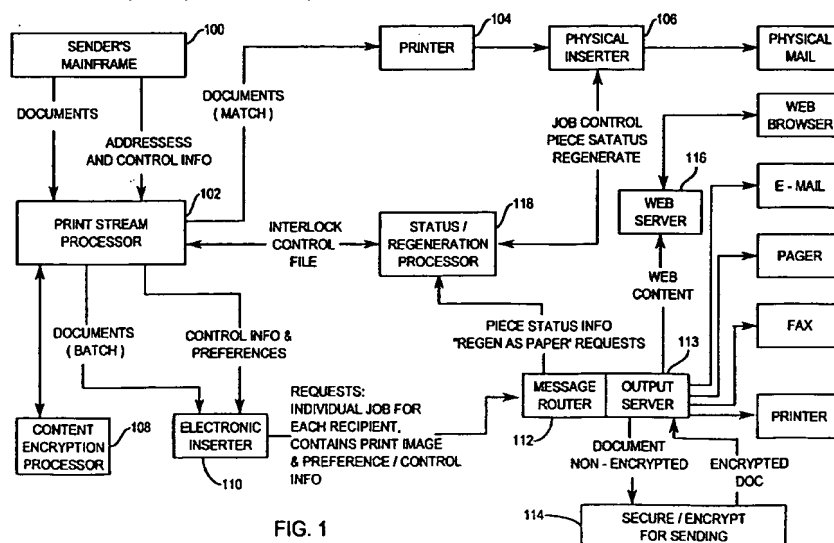 100
SENDER'S
MAINFRAME
104
PRINTER
106
PHYSICAL
INSERTER
PHYSICAL
MAIL
DOCUMENTS
ADDRESSESS
AND CONTROL INFO
DOCUMENTS
( MATCH )
JOB CONTROL
PIECE SATATUS
REGENERATE
WEB
BROWSER
116
WEB
SERVER
E - MAIL
102
PRINT STREAM
PROCESSOR
INTERLOCK
CONTROL
FILE
118
STATUS /
REGENERATION
PROCESSOR
WEB
CONTENT
PAGER
DOCUMENTS
( BATCH )
CONTROL INFO &
PREFERENCES
PIECE STATUS INFO
"REGEN AS PAPER' REQUESTS
FAX
113
REQUESTS:
INDIVIDUAL JOB FOR
EACH RECIPIENT.
CONTAINS PRINT IMAGE
& PREFERENCE / CONTROL
INFO
MESSAGE
ROUTER
OUTPUT
SERVER
PRINTER
112
CONTENT
ENCRYPTION
PROCESSOR
108
ELECTRONIC
INSERTER
110
DOCUMENT
NON - ENCRYPTED
ENCRYPTED
DOC
114
SECURE / ENCRYPT
FOR SENDING
FIG. 1